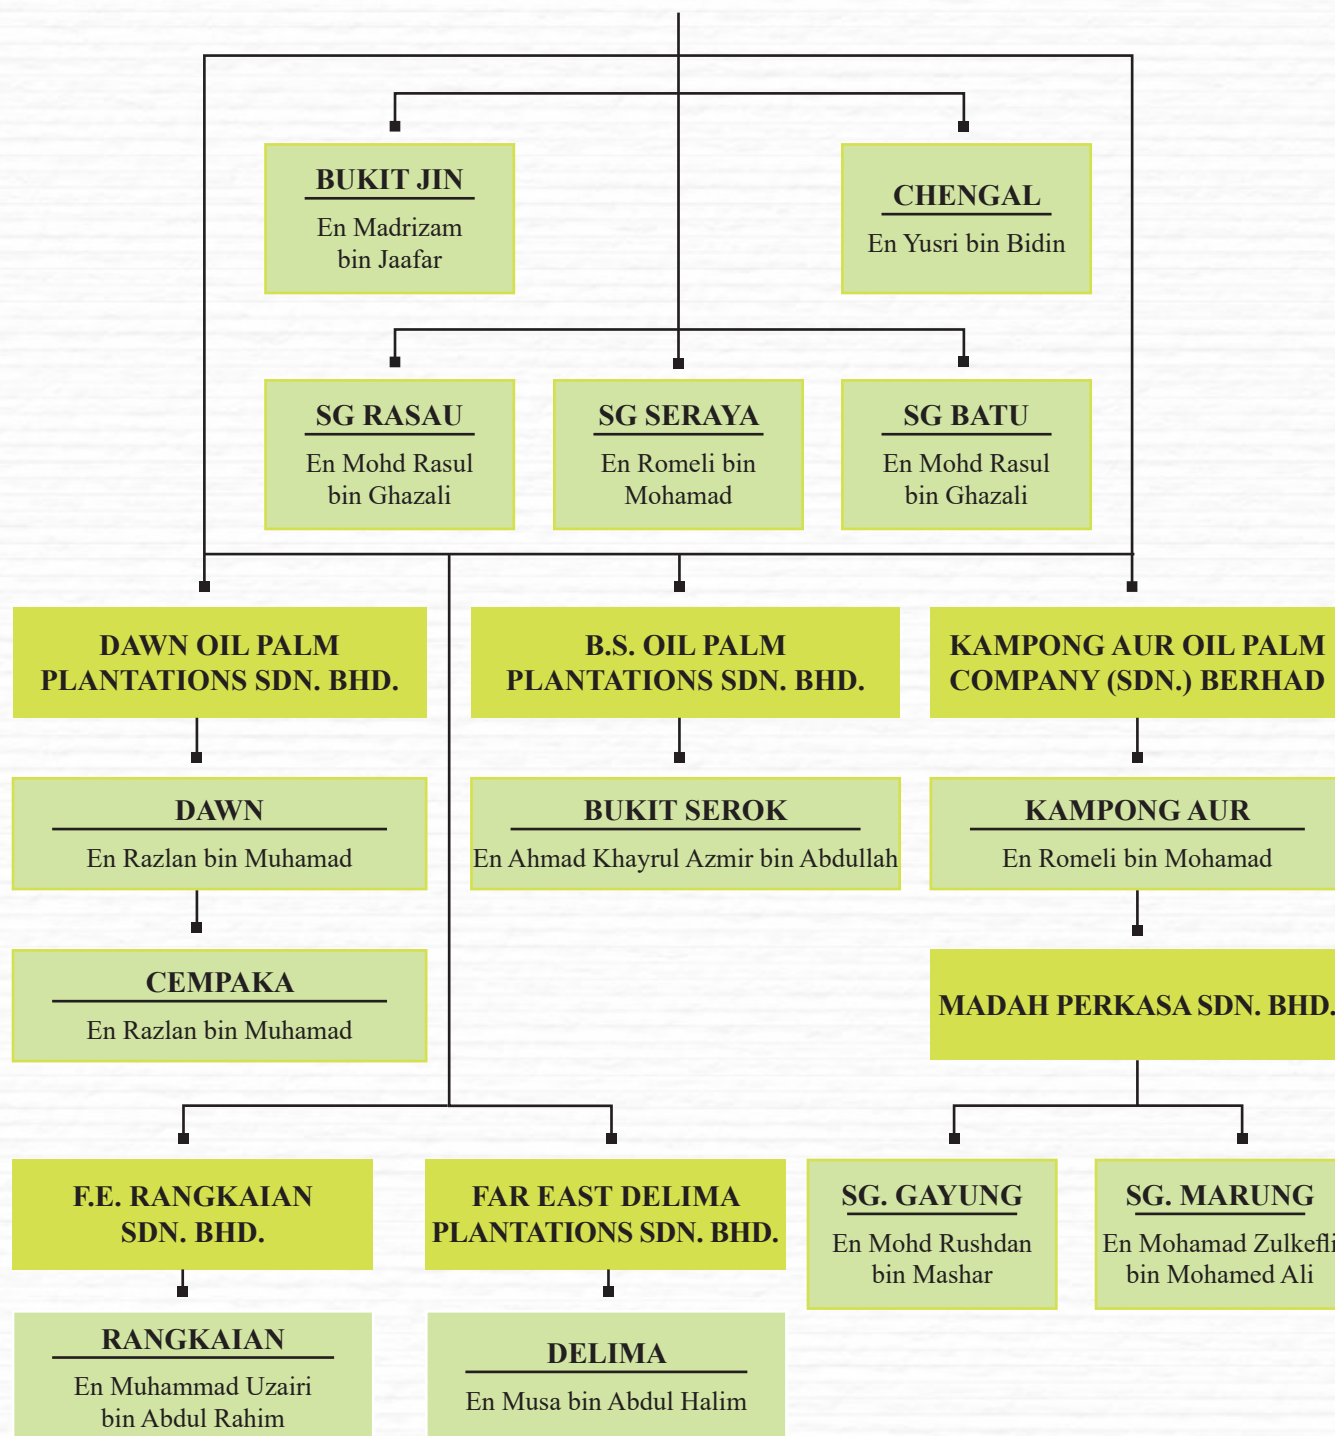 BUKIT JIN
En Madrizam
bin Jaafar
CHENGAL
En Yusri bin Bidin
SG RASAU
En Mohd Rasul
bin Ghazali
SG SERAYA
En Romeli bin
Mohamad
SG BATU
En Mohd Rasul
bin Ghazali
DAWN OIL PALM
PLANTATIONS SDN. BHD.
B.S. OIL PALM
PLANTATIONS SDN. BHD.
KAMPONG AUR OIL PALM
COMPANY (SDN.) BERHAD
DAWN
En Razlan bin Muhamad
BUKIT SEROK
En Ahmad Khayrul Azmir bin Abdullah
KAMPONG AUR
En Romeli bin Mohamad
CEMPAKA
En Razlan bin Muhamad
MADAH PERKASA SDN. BHD.
F.E. RANGKAIAN
SDN. BHD.
FAR EAST DELIMA
PLANTATIONS SDN. BHD.
SG. GAYUNG
En Mohd Rushdan
bin Mashar
SG. MARUNG
En Mohamad Zulkefli
bin Mohamed Ali
RANGKAIAN
En Muhammad Uzairi
bin Abdul Rahim
DELIMA
En Musa bin Abdul Halim